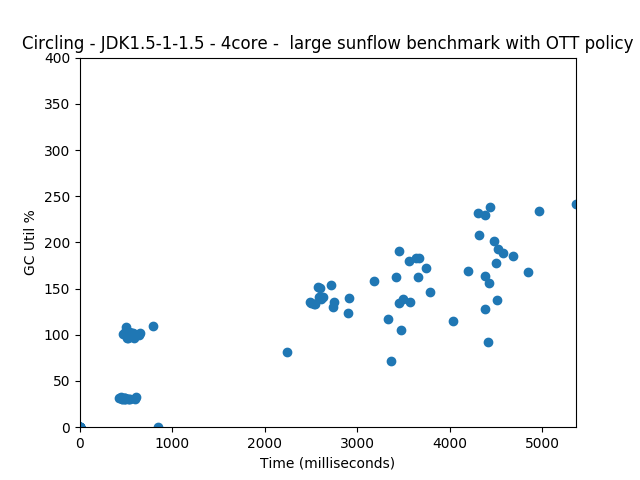 Circling - JDK1.5-1-1.5 - 4core -  large sunflow benchmark with OTT policy
400
350
300
250
200
150
100
50
0
GC Util %
0 1000 2000 3000 4000 5000
Time (milliseconds)